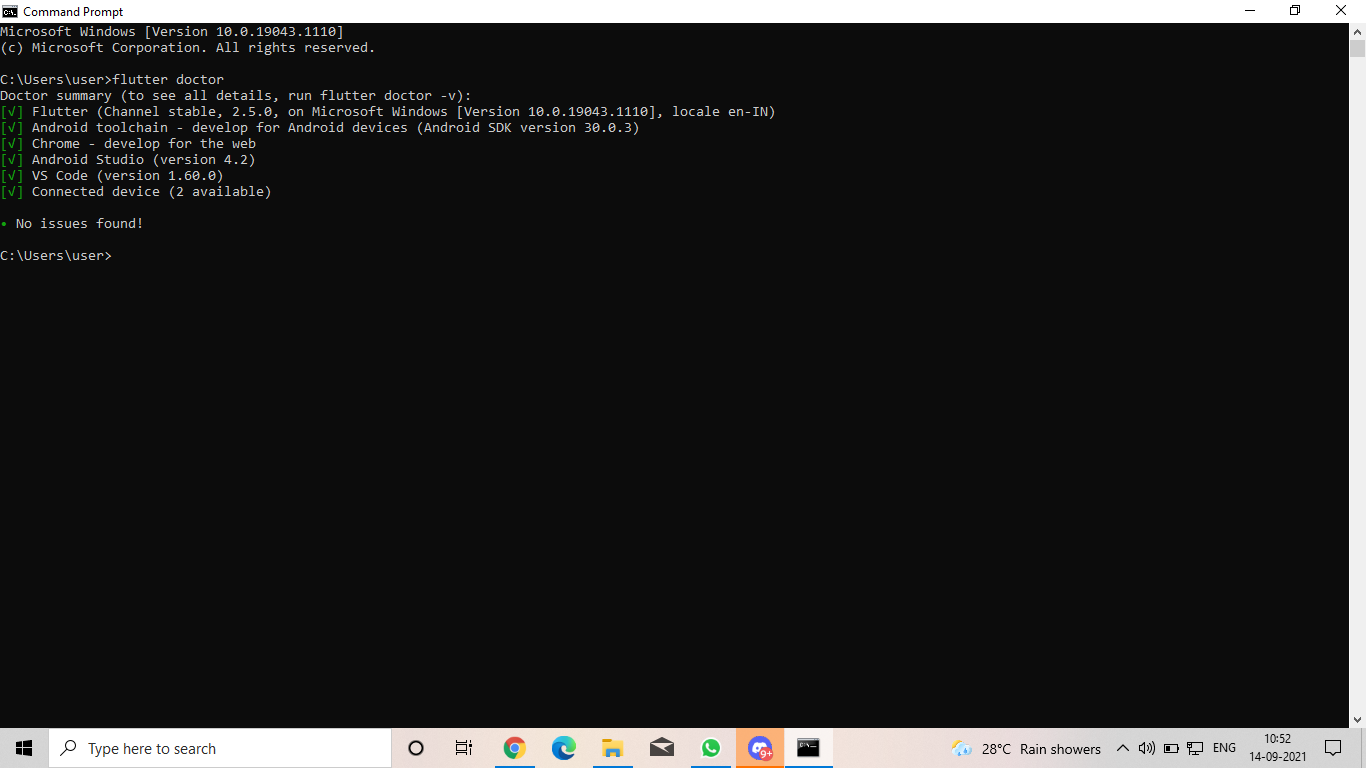 Command Prompt
Microsoft Windows [Version 10.0.19043.1110]
(c) Microsoft Corporation. All rights reserved.
C:\Users\user>flutter doctor
Doctor summary (to see all details, run flutter doctor -v):
[√] Flutter (Channel stable, 2.5.0, on Microsoft Windows [Version 10.0.19043.1110], locale en-IN)
[√] Android toolchain - develop for Android devices (Android SDK version 30.0.3)
[√] Chrome - develop for the web
[√] Android Studio (version 4.2)
[√] VS Code (version 1.60.0)
[√] Connected device (2 available)
• No issues found!
C:\Users\user>
Type here to search
9+
28°C Rain showers
ENG
10:52
14-09-2021